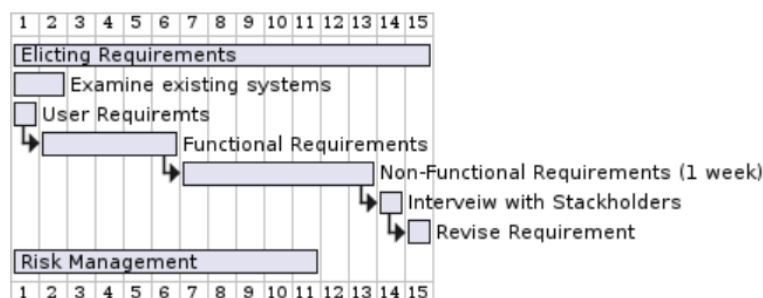 1 2 3 4 5 6 7 8 9 10 11 12 13 14 15
Elicting Requirements
Examine existing systems
User Requiremts
Functional Requirements
Non-Functional Requirements (1 week)
Interveiw with Stackholders
Revise Requirement
Risk Management
1 2 3 4 5 6 7 8 9 10 11 12 13 14 15